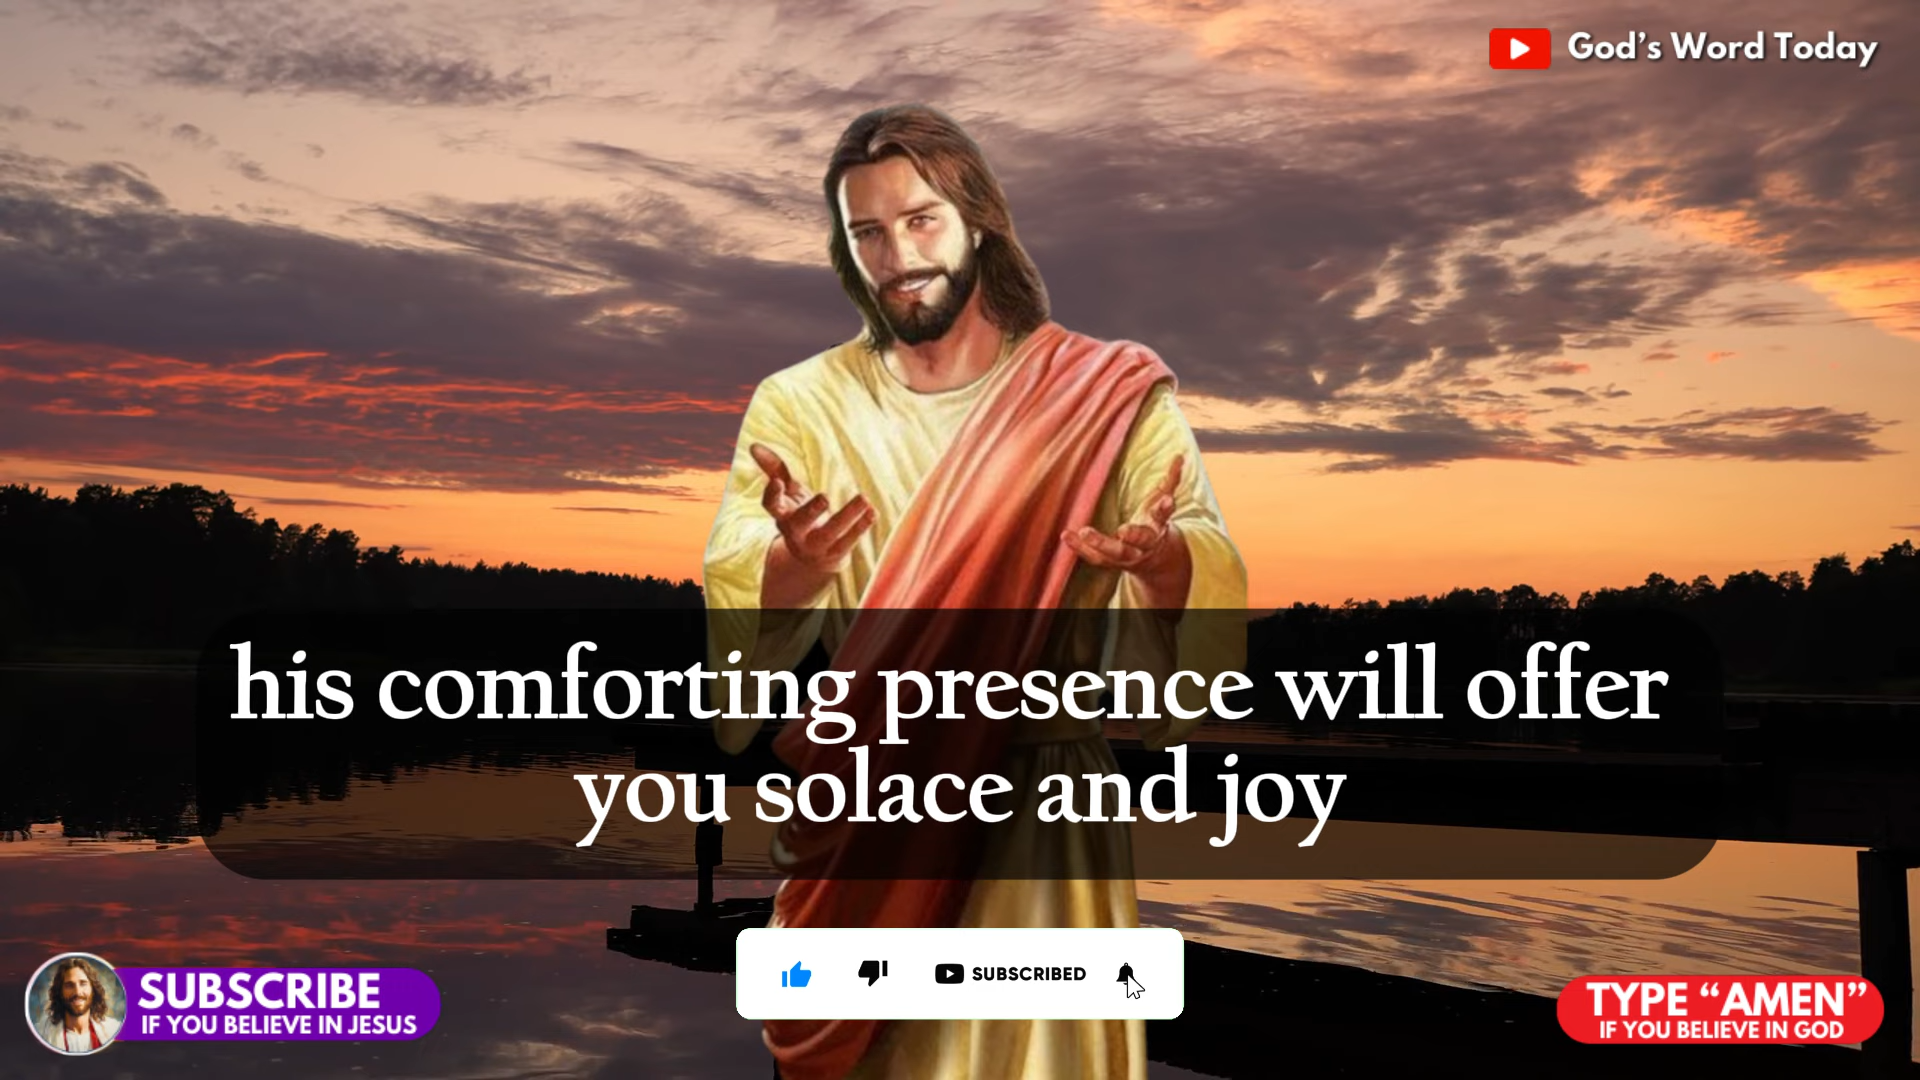 God’s Word Today
his comforting presence will offer
you solace and joy
SUBSCRIBED
SUBSCRIBE
IF YOU BELIEVE IN JESUS
TYPE “AMEN”
IF YOU BELIEVE IN GOD